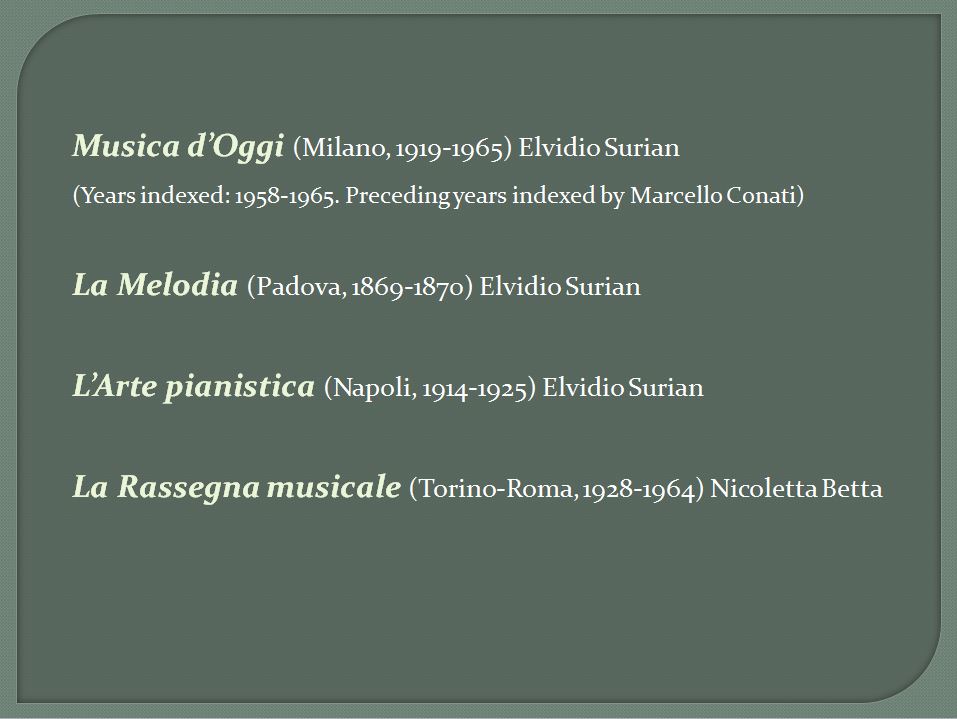 Musica d’Oggi (Milano, 1919-1965) Elvidio Surian
(Years indexed: 1958-1965. Preceding years indexed by Marcello Conati)
La Melodia (Padova, 1869-1870) Elvidio Surian
L’Arte pianistica (Napoli, 1914-1925) Elvidio Surian
La Rassegna musicale (Torino-Roma, 1928-1964) Nicoletta Betta